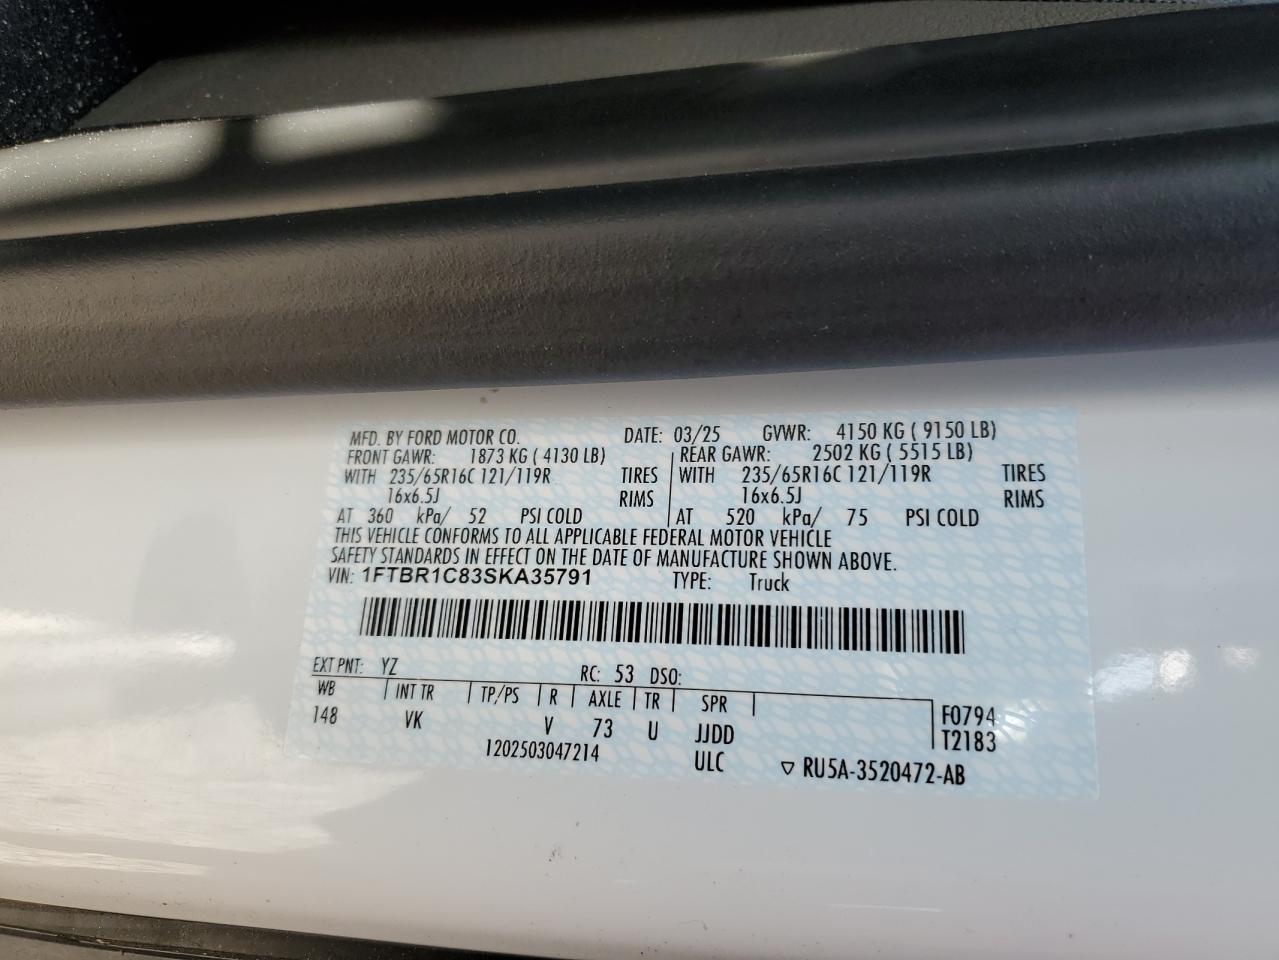 MFD. BY FORD MOTOR CO. DATE: 03/25 GVWR: 4150 KG ( 9150 LB)
FRONT GAWR: 1873 KG ( 4130 LB) REAR GAWR: 2502 KG ( 5515 LB)
WITH 235/65R16C 121/119R TIRES WITH 235/65R16C 121/119R TIRES
16x6.5J RIMS 16x6.5J RIMS
AT 360 kPa/ 52 PSI COLD AT 520 kPa/ 75 PSI COLD
THIS VEHICLE CONFORMS TO ALL APPLICABLE FEDERAL MOTOR VEHICLE
SAFETY STANDARDS IN EFFECT ON THE DATE OF MANUFACTURE SHOWN ABOVE.
VIN: 1FTBR1C83SKA35791 TYPE: Truck
EXT PNT: YZ RC: 53 DSO:
WB INT TR TP/PS R AXLE TR SPR F0794
148 VK V 73 U JJDD T2183
1202503047214 ULC ▽ RU5A-3520472-AB